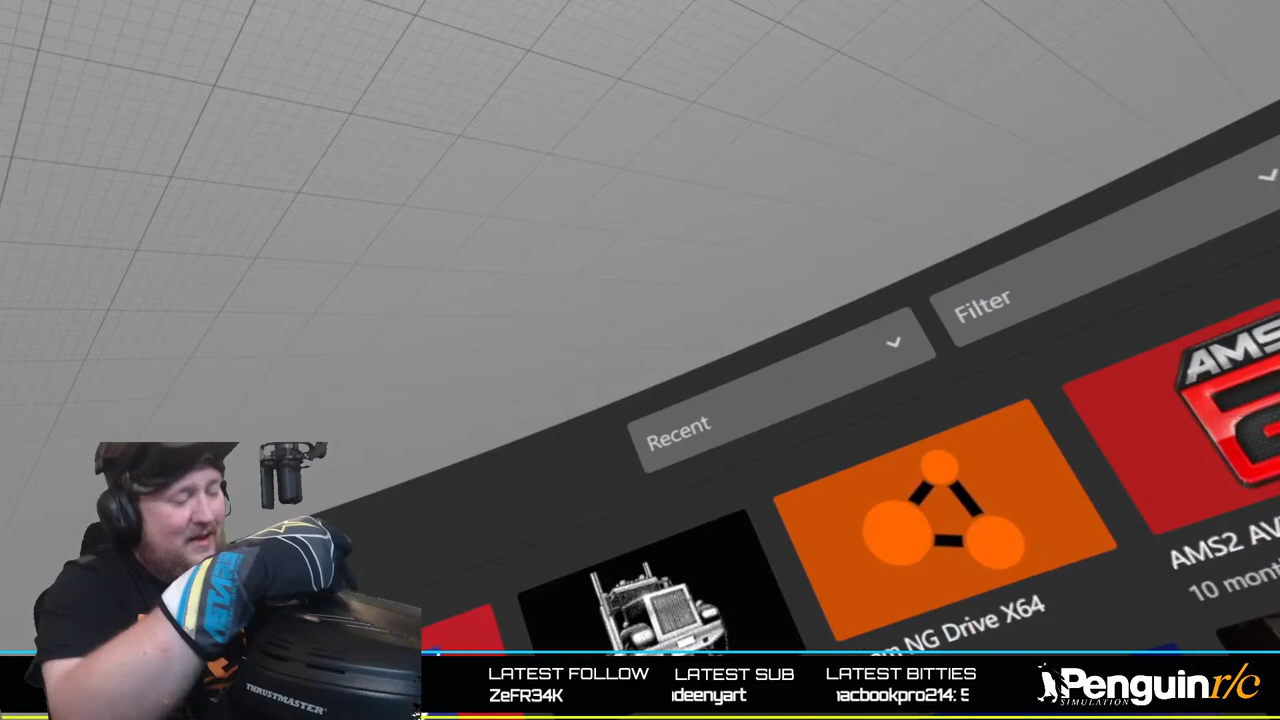 Filter
Recent
AMS2 AV
10 mont
NG Drive X64
THRUSTMASTER
LATEST FOLLOW
ZeFR34K
LATEST SUB
ideenyart
LATEST BITTIES
nacbookpro214: 5
Penguin r/c
SIMULATION